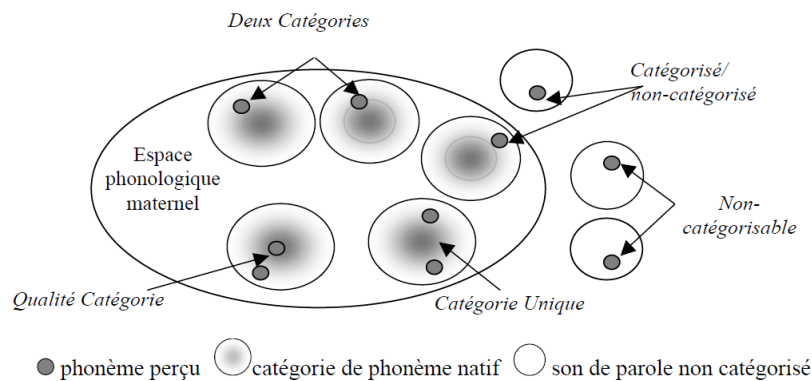 Deux Catégories
Catégorisé/
non-catégorisé
Espace
phonologique
maternel
Non-
catégorisable
Qualité Catégorie
Catégorie Unique
phonème perçu
catégorie de phonème natif
son de parole non catégorisé